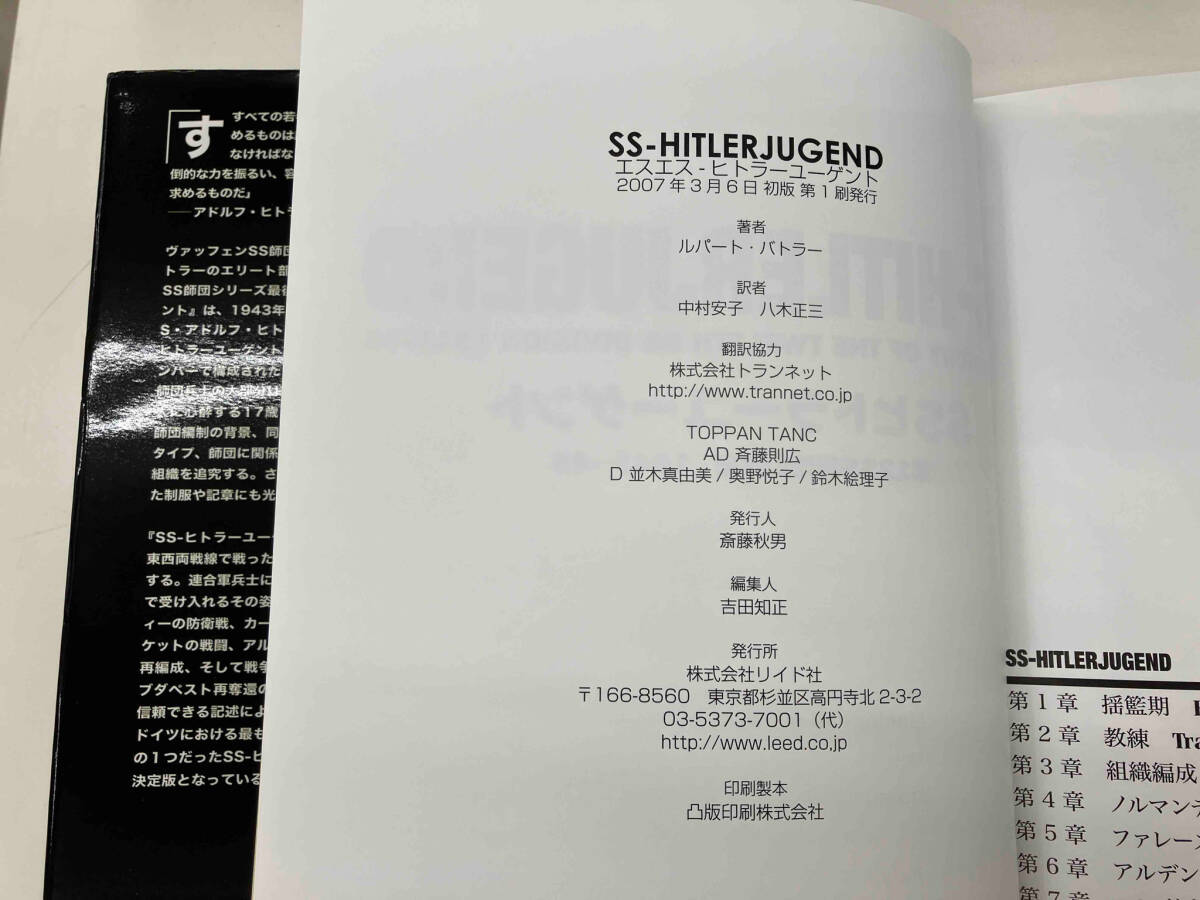 「す
すべての若
めるものは
なければな
倒的な力を振るい、容
求めるものだ」
──アドルフ・ヒトラ
ヴァッフェンSS師団
トラーのエリート部
SS師団シリーズ最後
ント』は、1943年
S・アドルフ・ヒト
ヒトラーユーゲント
ンバーで構成された
師団兵士の大部分は
に心酔する17歳
師団編制の背景、同
タイプ、師団に関係
組織を追究する。さ
た制服や記章にも光
『SS-ヒトラーユーゲ
東西両戦線で戦った
する。連合軍兵士に
で受け入れるその姿
ィーの防衛戦、カー
ケットの戦闘、アル
再編成、そして戦争
ブダペスト再奪還の
信頼できる記述によ
ドイツにおける最も
の1つだったSS-ヒ
決定版となっている
SS-HITLERJUGEND
エスエス-ヒトラーユーゲント
2007年3月6日 初版 第1刷発行
著者
ルパート・バトラー
訳者
中村安子 八木正三
翻訳協力
株式会社トランネット
http://www.trannet.co.jp
TOPPAN TANC
AD 斉藤則広
D 並木真由美/奥野悦子/鈴木絵理子
発行人
斎藤秋男
編集人
吉田知正
発行所
株式会社リイド社
〒166-8560 東京都杉並区高円寺北2-3-2
03-5373-7001（代）
http://www.leed.co,jp
印刷製本
凸版印刷株式会社
SS-HITLERJUGEND
第1章 揺籃期
第2章 教練 Tra
第3章 組織編成
第4章 ノルマンデ
第5章 ファレーズ
第6章 アルデン
第7章